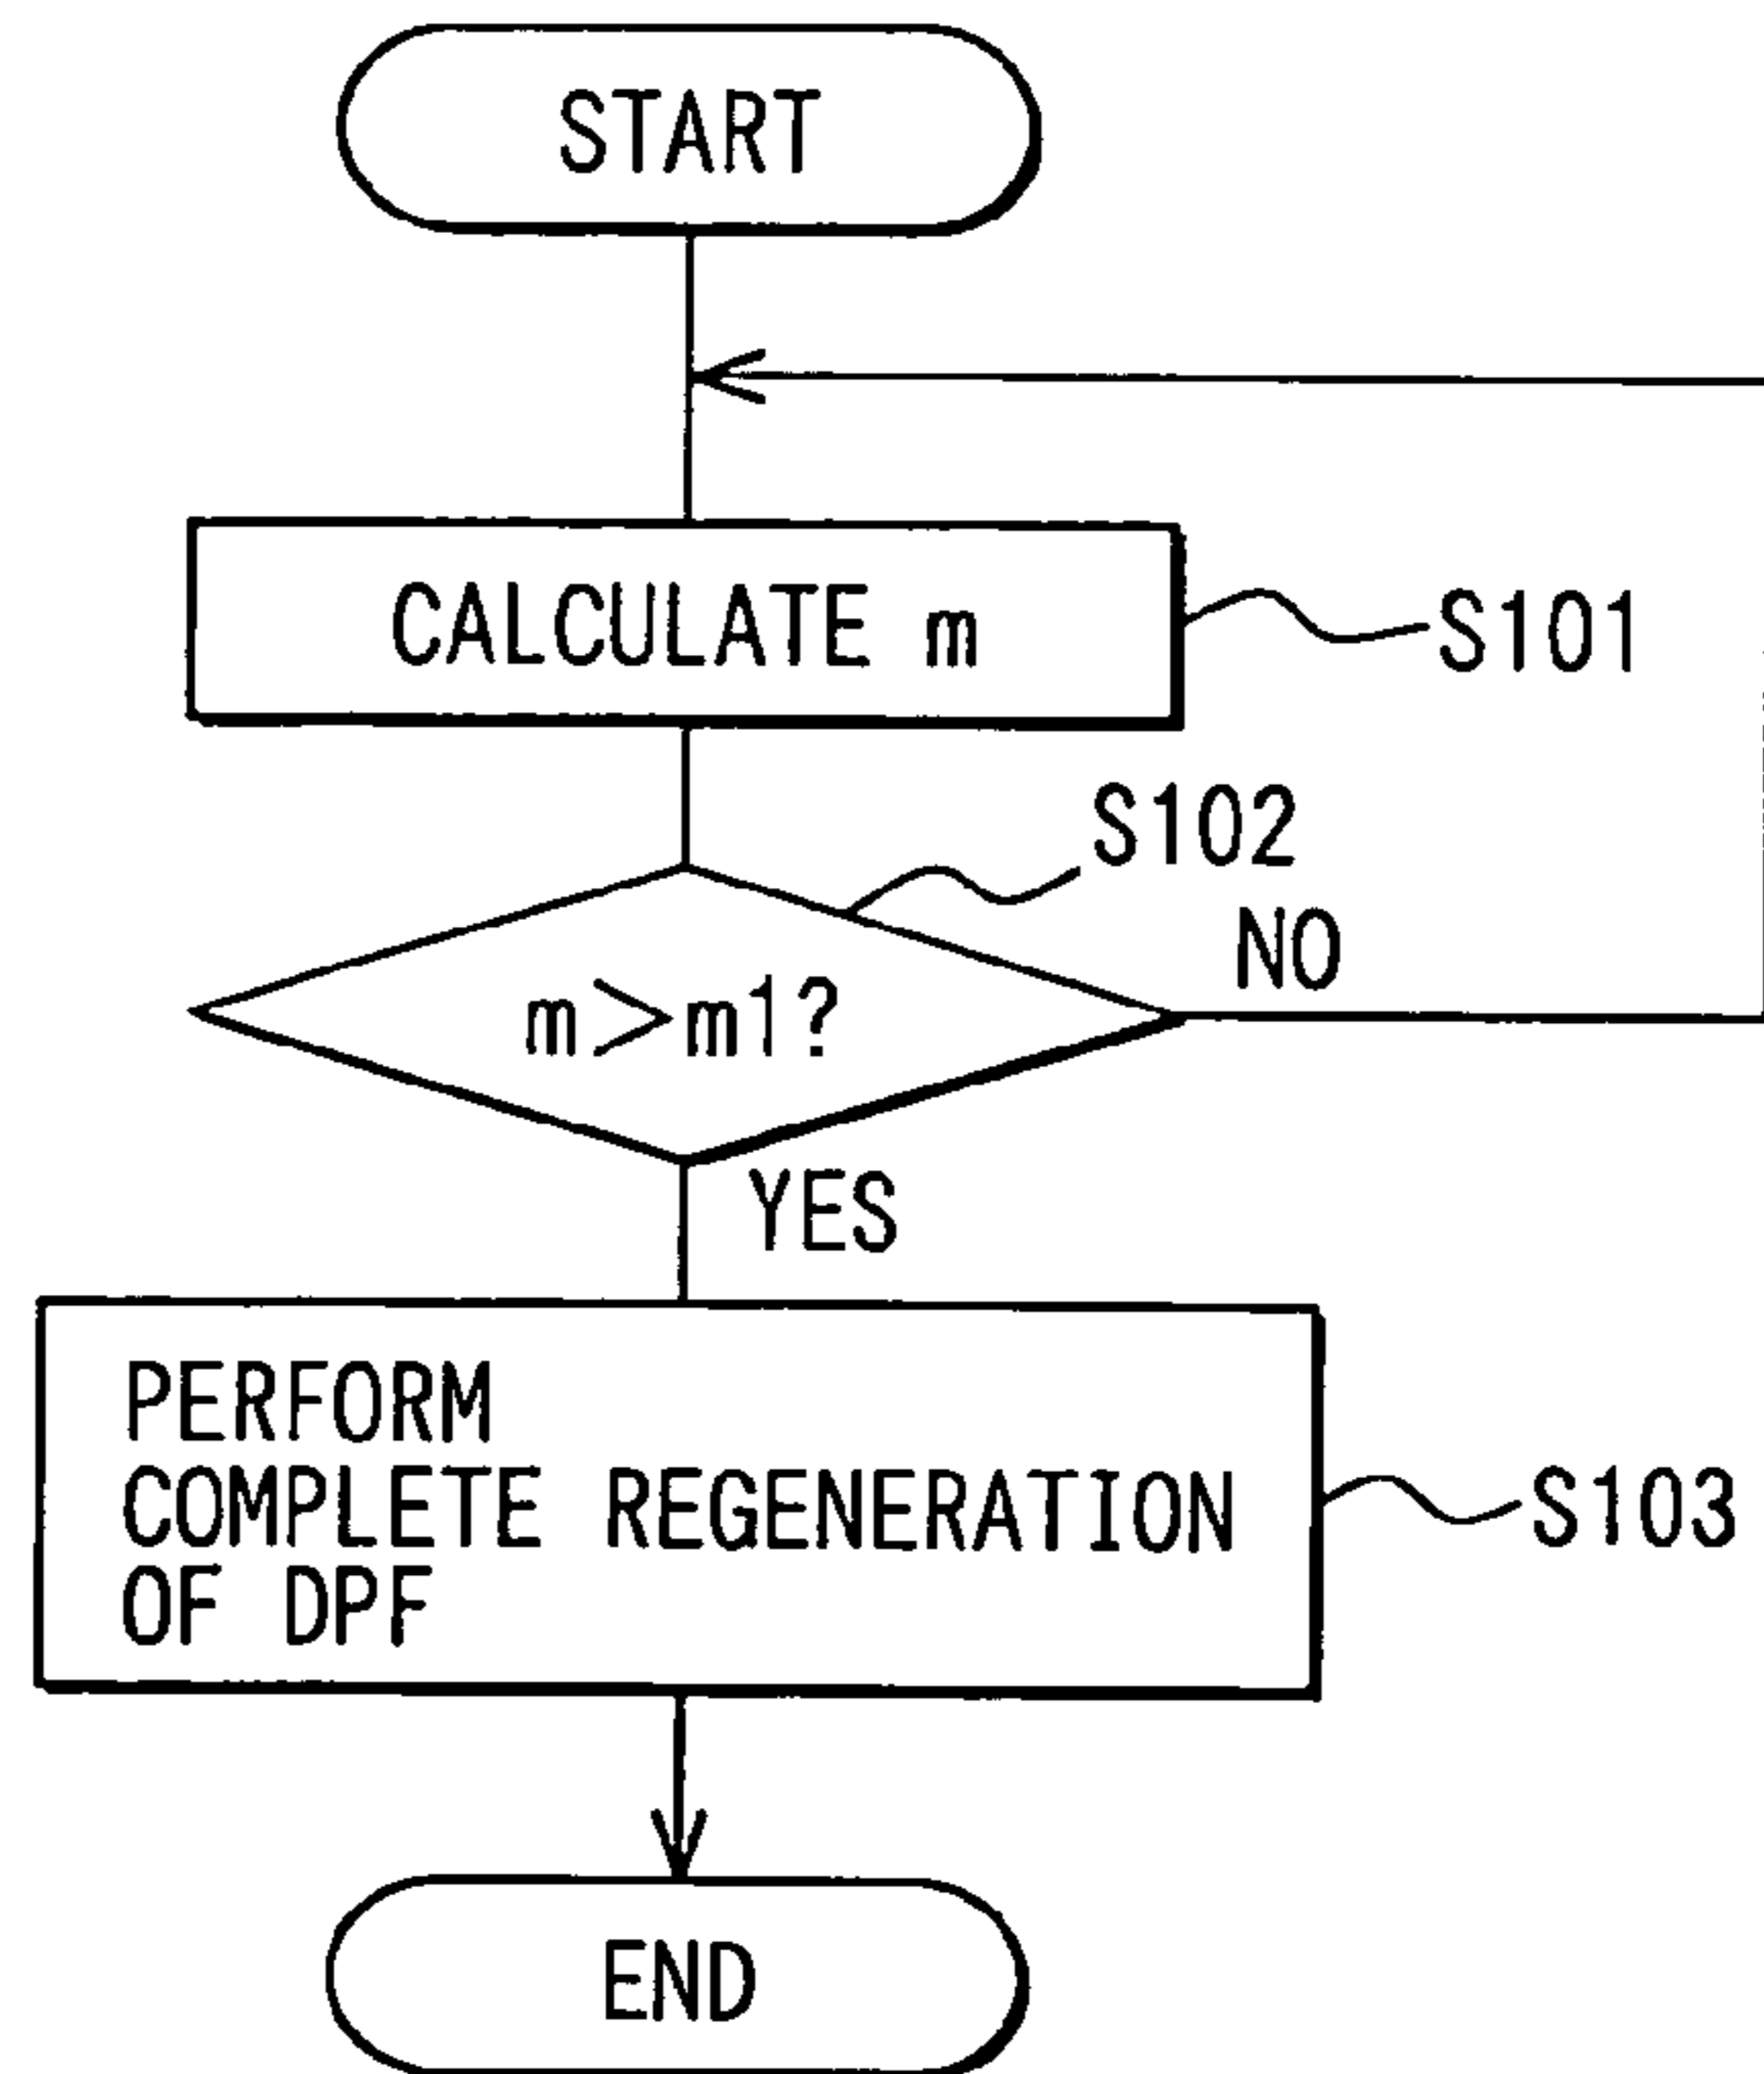 START
CALCULATE m
S101
S102
m>m1?
NO
YES
PERFORM
COMPLETE REGENERATION
OF DPF
S103
END